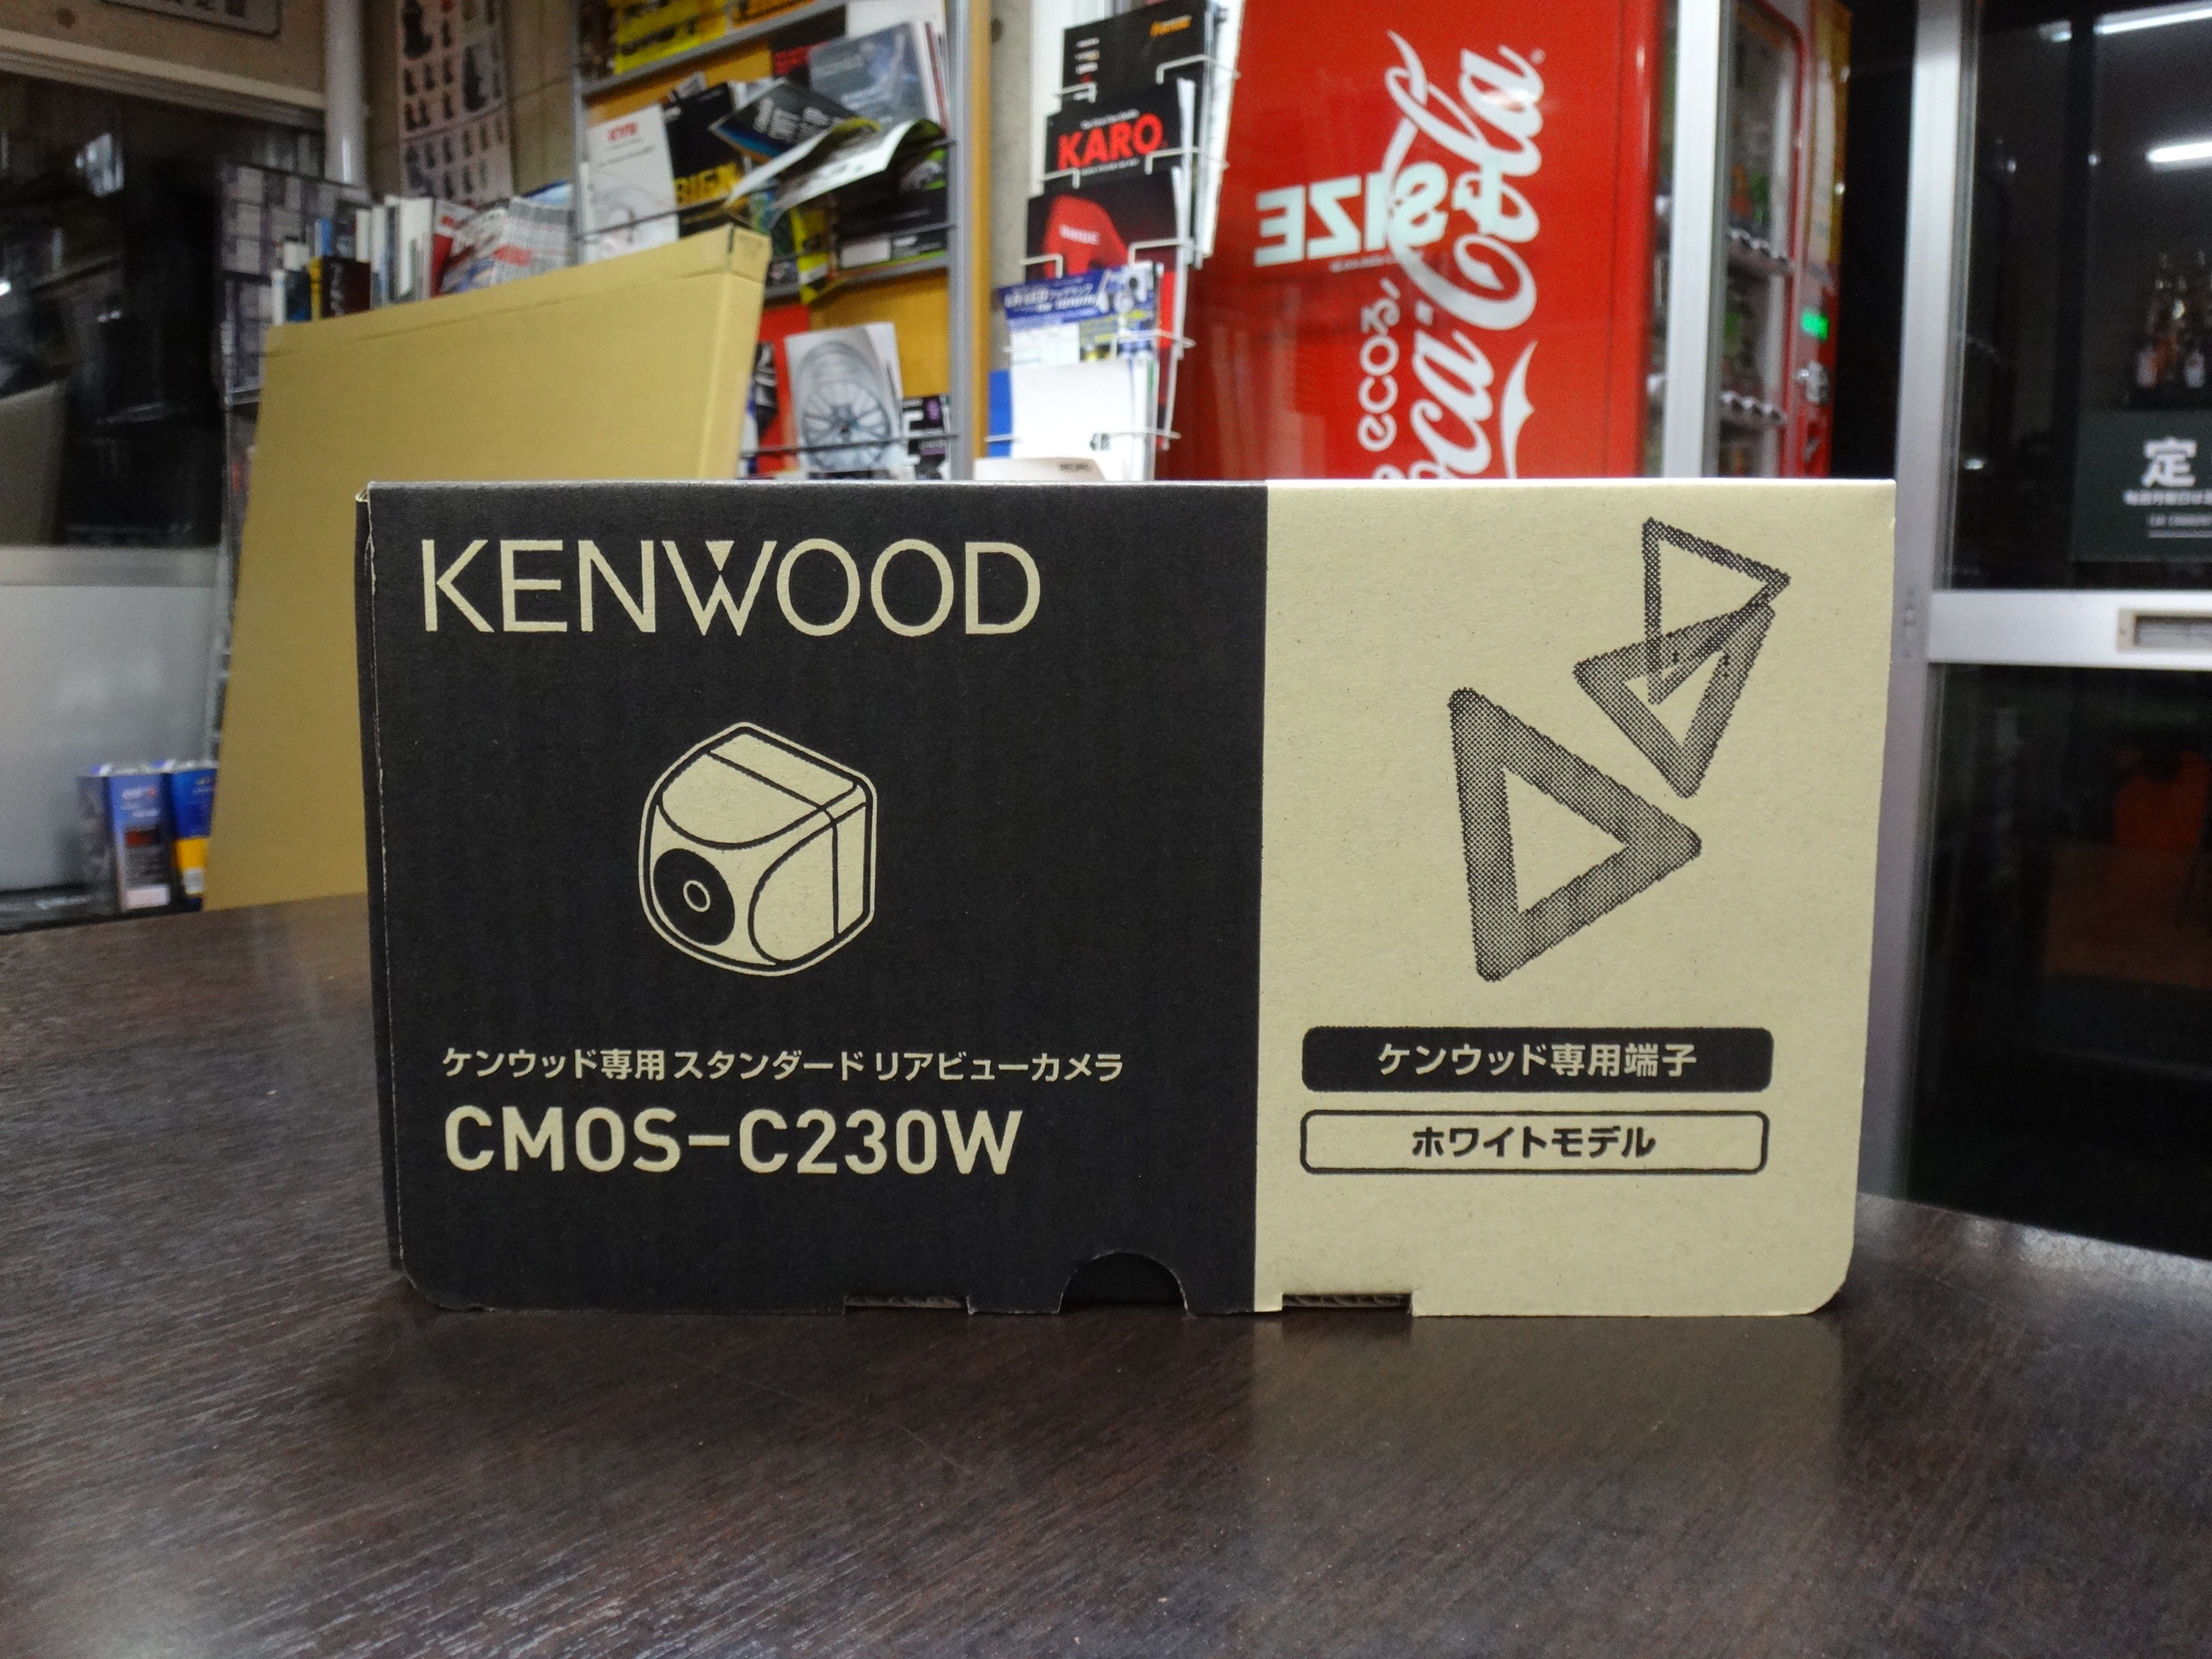 KARO
BRIDE
SIZE
ecoる/
Coca-Cola
定
KENWOOD
ケンウッド専用 スタンダード リアビューカメラ
CMOS-C230W
ケンウッド専用端子
ホワイトモデル